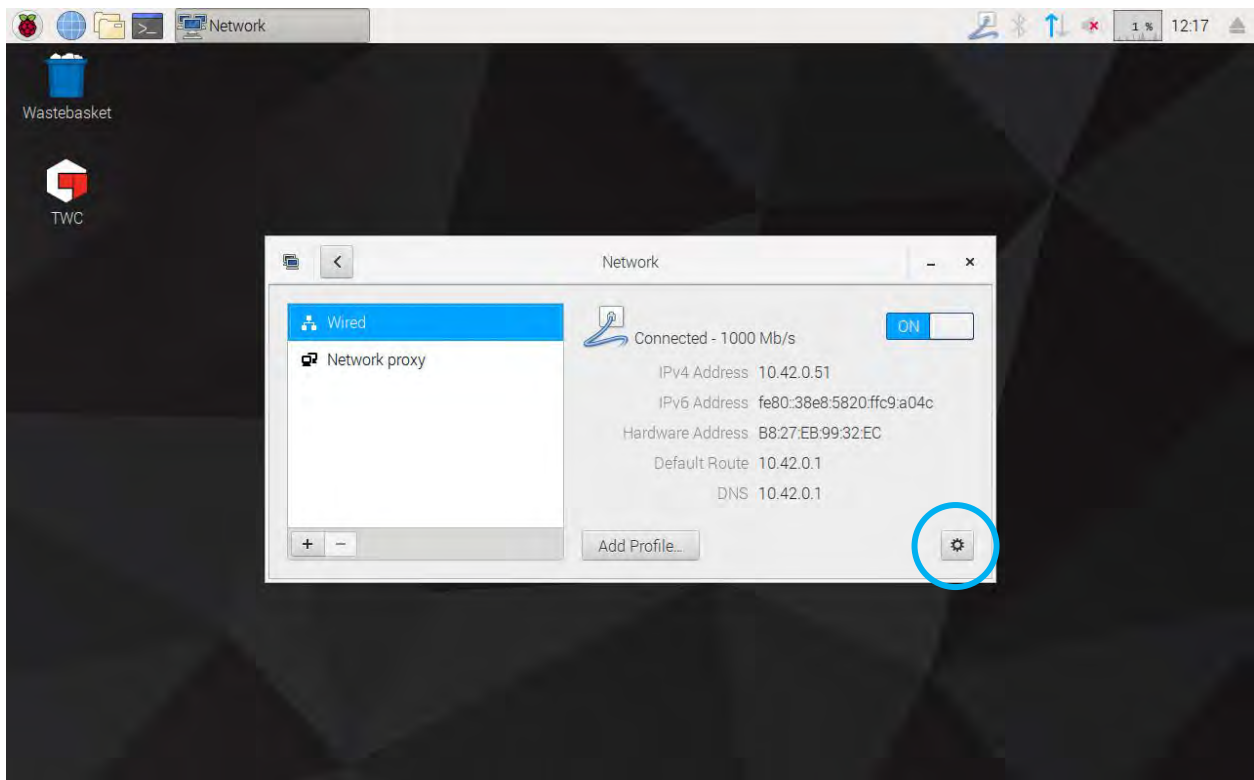 Network
1 %
12:17
Wastebasket
TWC
Network
Wired
Network proxy
Connected - 1000 Mb/s
ON
IPv4 Address 10.42.0.51
IPv6 Address fe80::38e8:5820:ffc9:a04c
Hardware Address B8:27:EB:99:32:EC
Default Route 10.42.0.1
DNS 10.42.0.1
Add Profile...